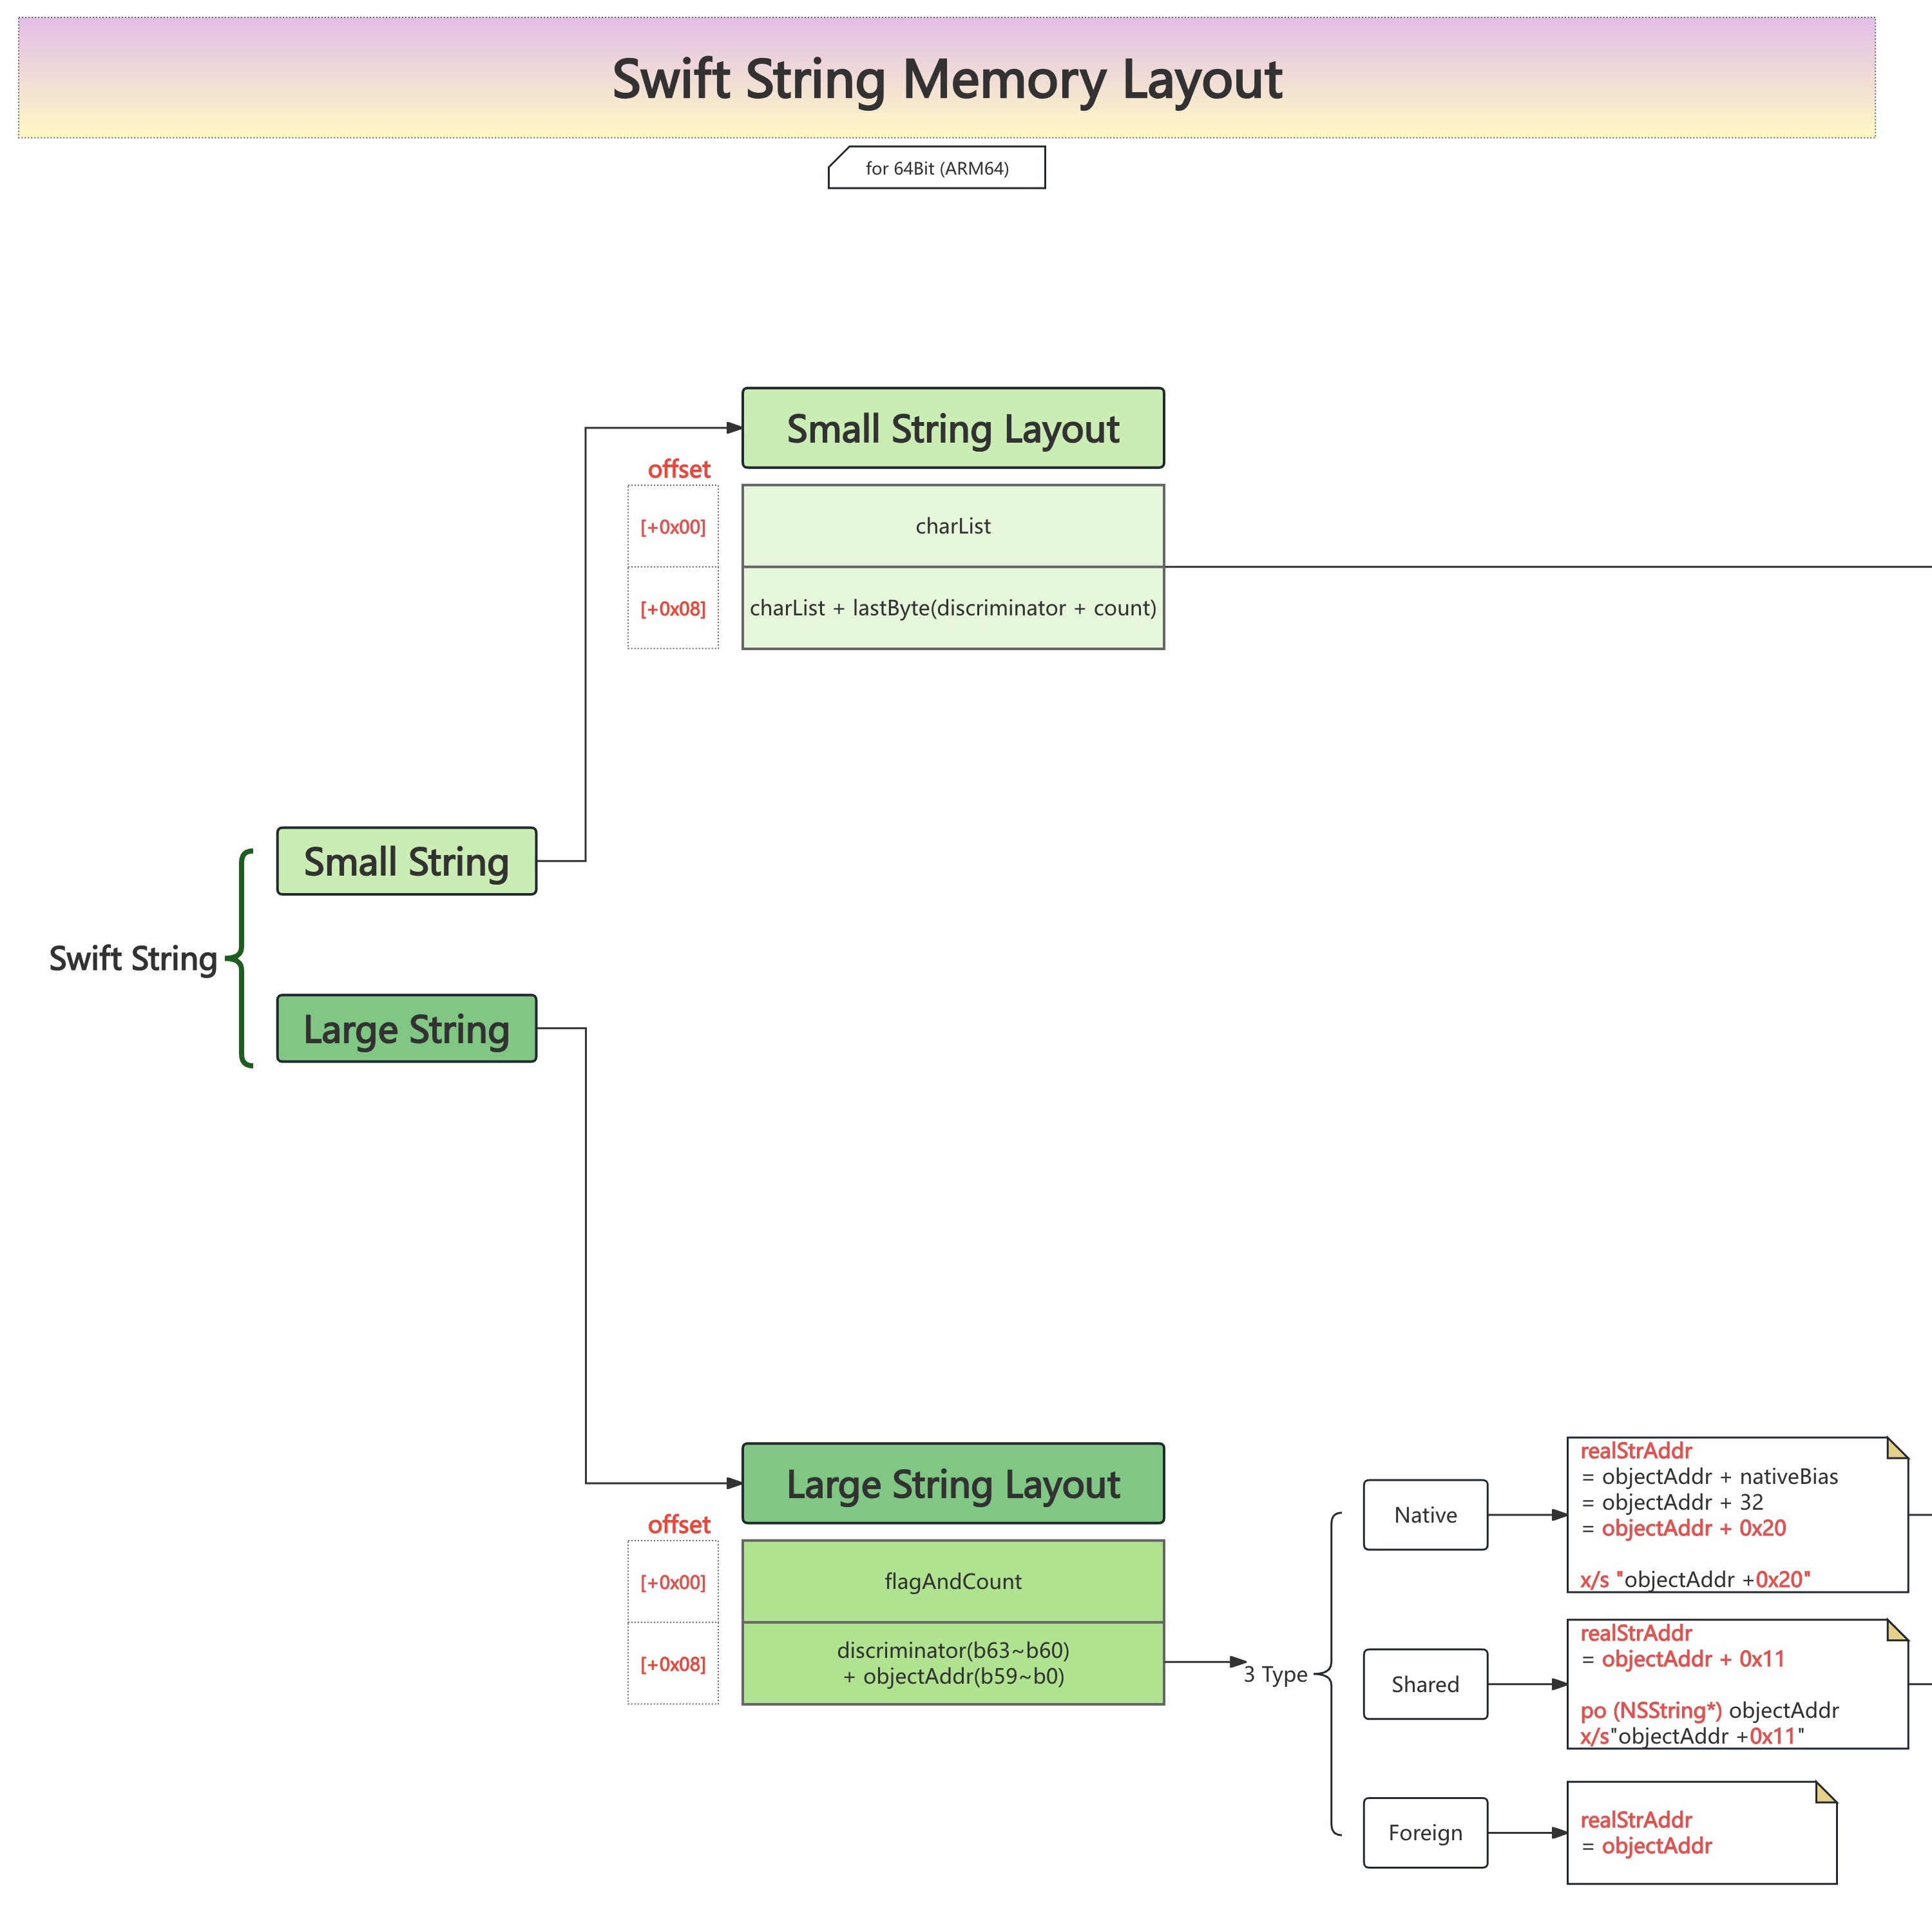 Swift String Memory Layout
for 64Bit (ARM64)
Small String Layout
offset
[+0x00]
charList
[+0x08]
charList + lastByte(discriminator + count)
Small String
Swift String
Large String
Large String Layout
offset
[+0x00]
flagAndCount
[+0x08]
discriminator(b63~b60)
+ objectAddr(b59~b0)
3 Type
Native
realStrAddr
= objectAddr + nativeBias
= objectAddr + 32
= objectAddr + 0x20
x/s "objectAddr +0x20"
Shared
realStrAddr
= objectAddr + 0x11
po (NSString*) objectAddr
x/s"objectAddr +0x11"
Foreign
realStrAddr
= objectAddr